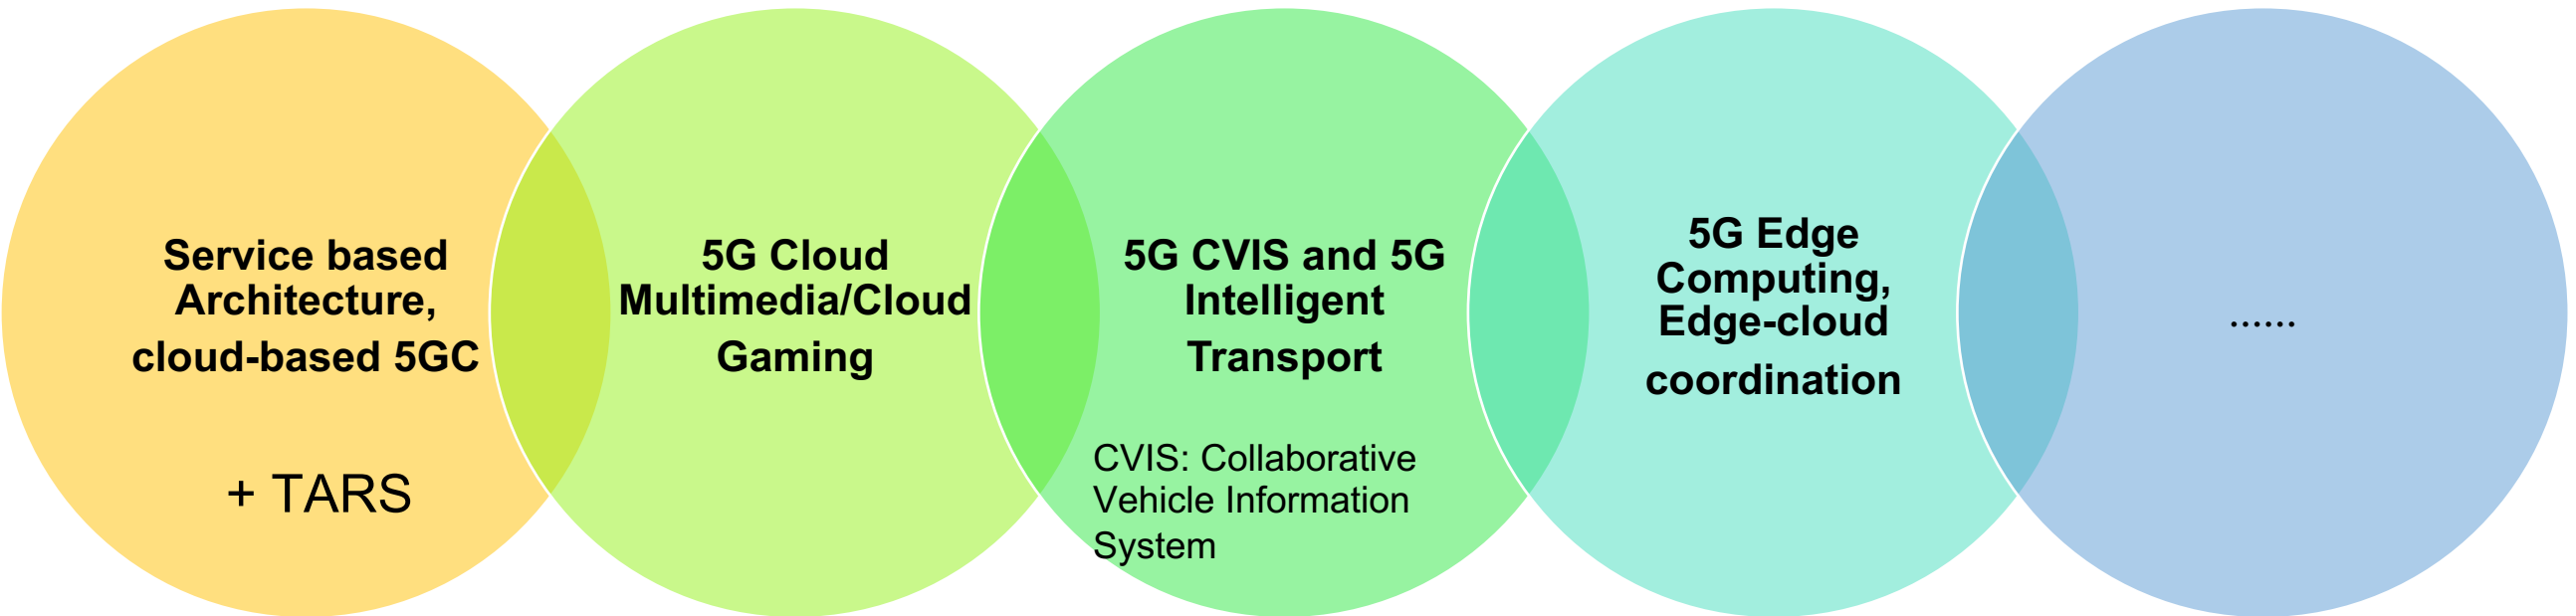 Service based
Architecture,
cloud-based 5GC
+ TARS
5G Cloud
Multimedia/Cloud
Gaming
5G CVIS and 5G
Intelligent
Transport
CVIS: Collaborative
Vehicle Information
System
5G Edge
Computing,
Edge-cloud
coordination
......